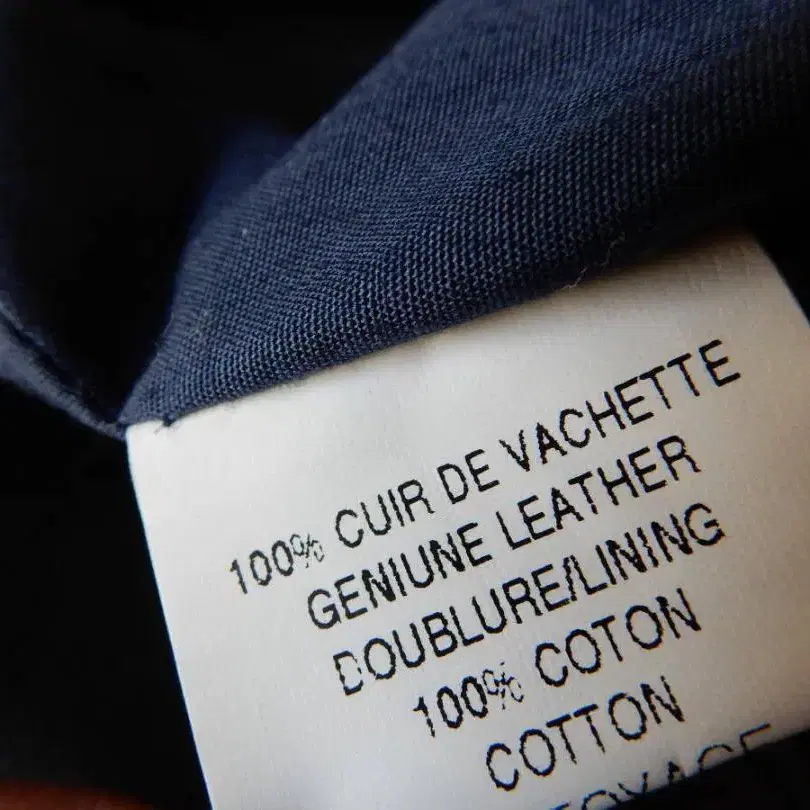 100% CUIR DE VACHETTE
GENIUNE LEATHER
DOUBLURE/LINING
100% COTON
COTTON